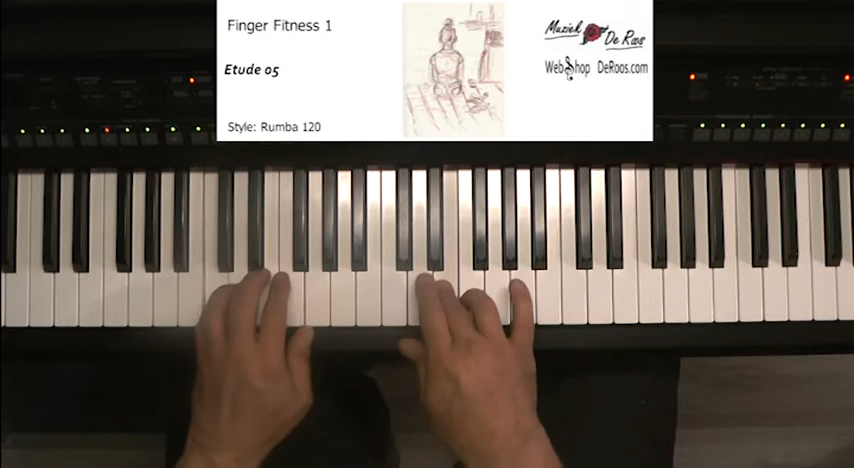 Finger Fitness 1
Etude 05
Style: Rumba 120
Muziek De Roos
WebShop DeRoos.com